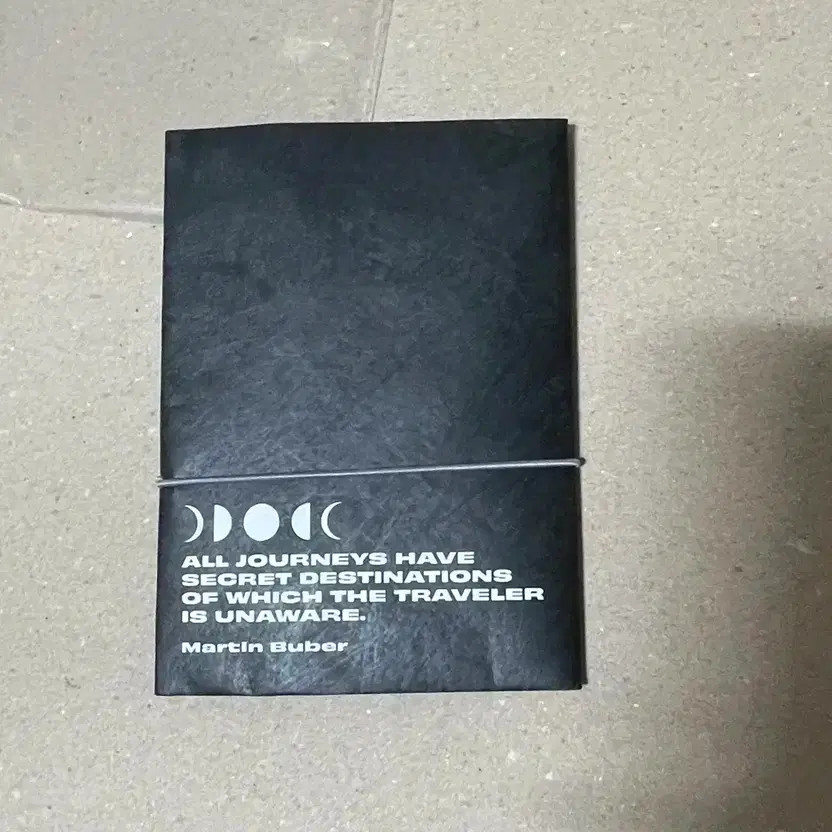 ALL JOURNEYS HAVE
SECRET DESTINATIONS
OF WHICH THE TRAVELER
IS UNAWARE.
Martin Buber